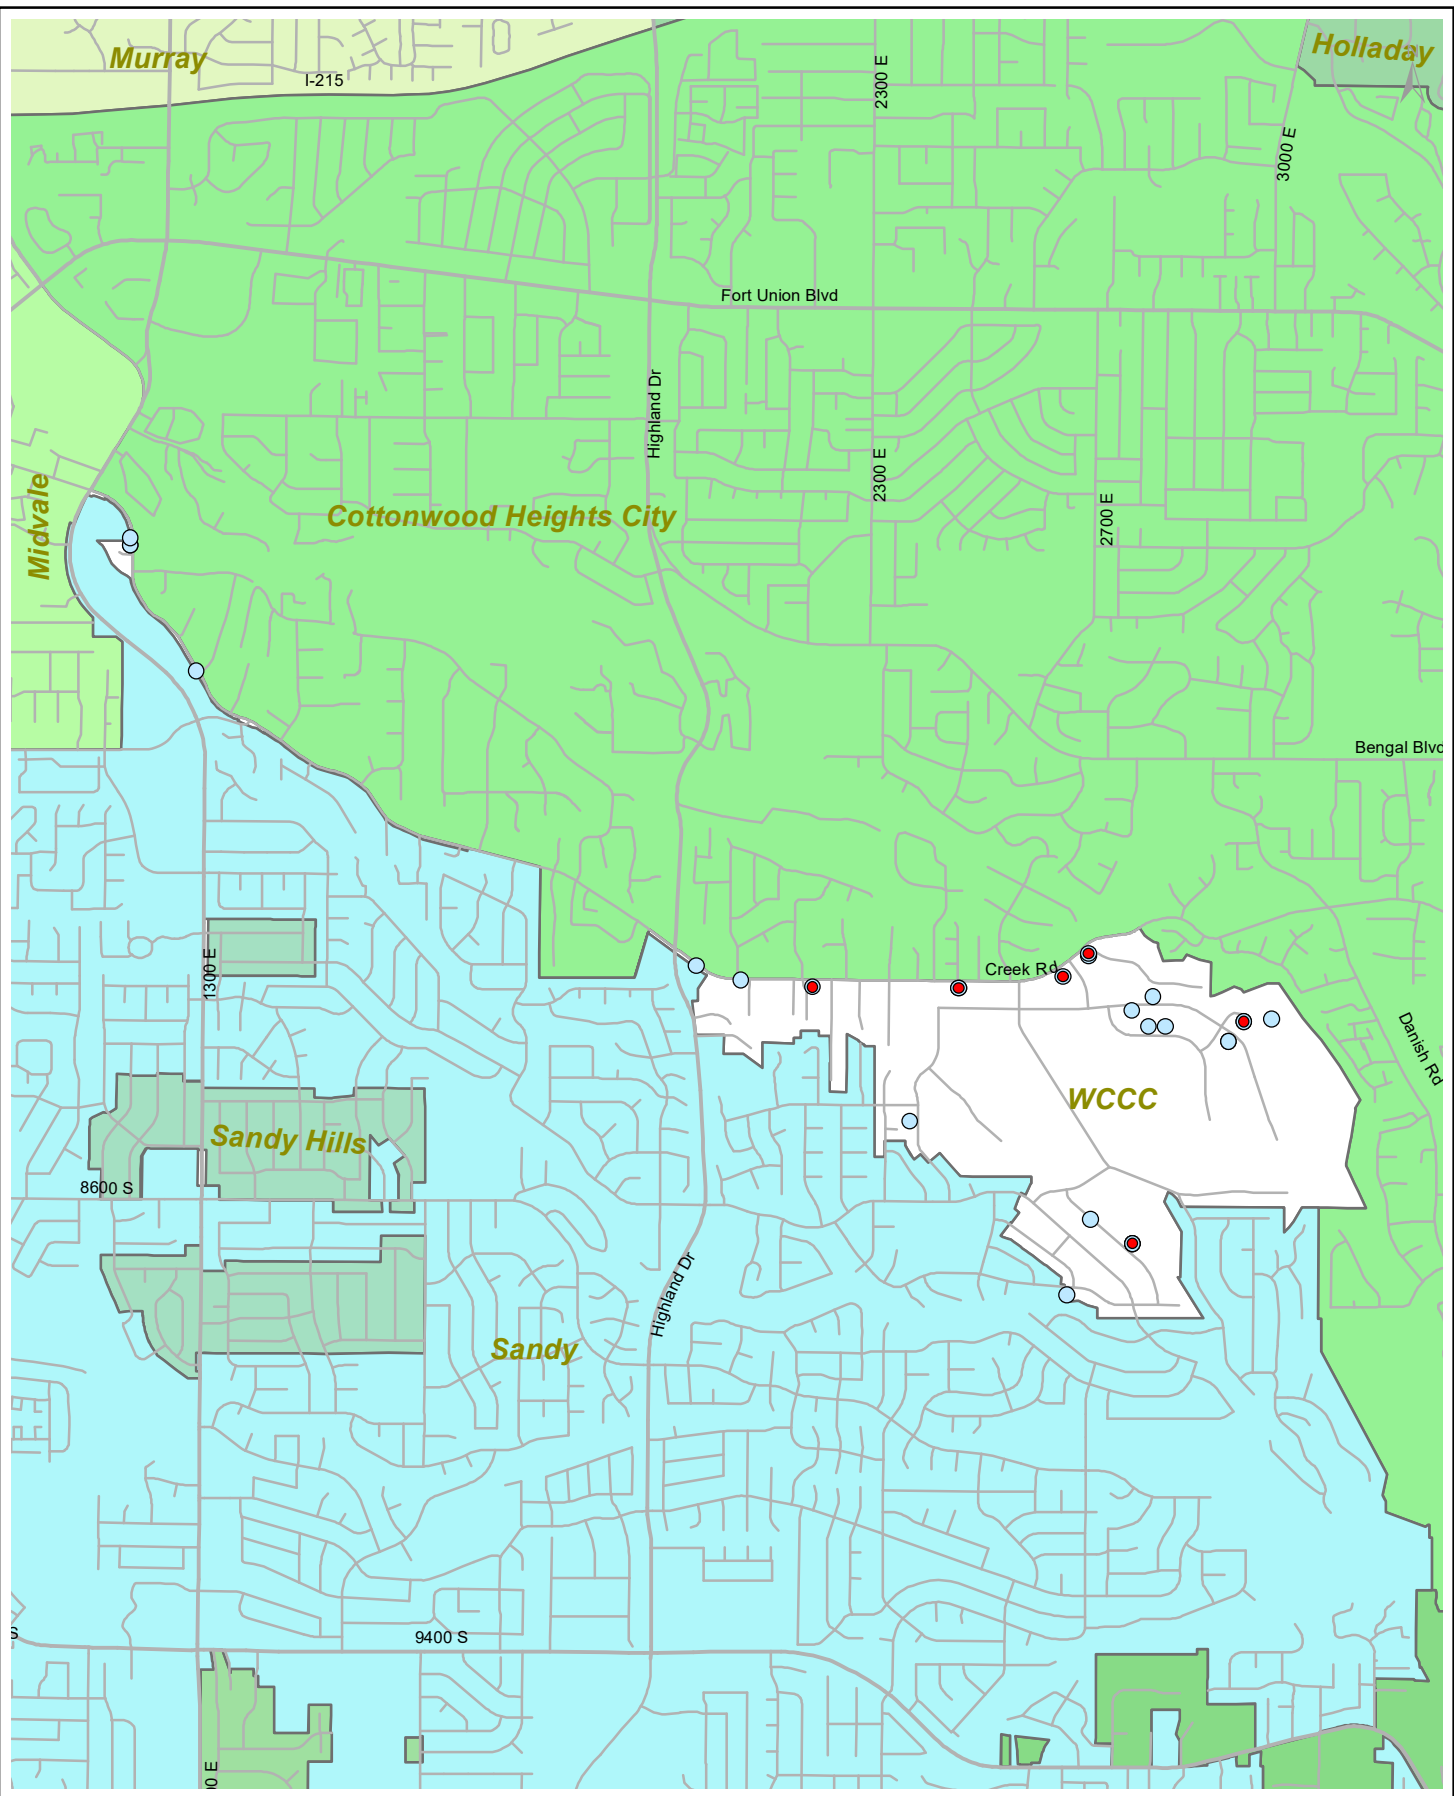 Murray
Holladay
I-215
2300 E
3000 E
Fort Union Blvd
Highland Dr
2300 E
2700 E
Midvale
Cottonwood Heights City
Bengal Blvd
1300 E
Creek Rd
Danish Rd
WCCC
Sandy Hills
8600 S
Highland Dr
Sandy
S
9400 S
00 E